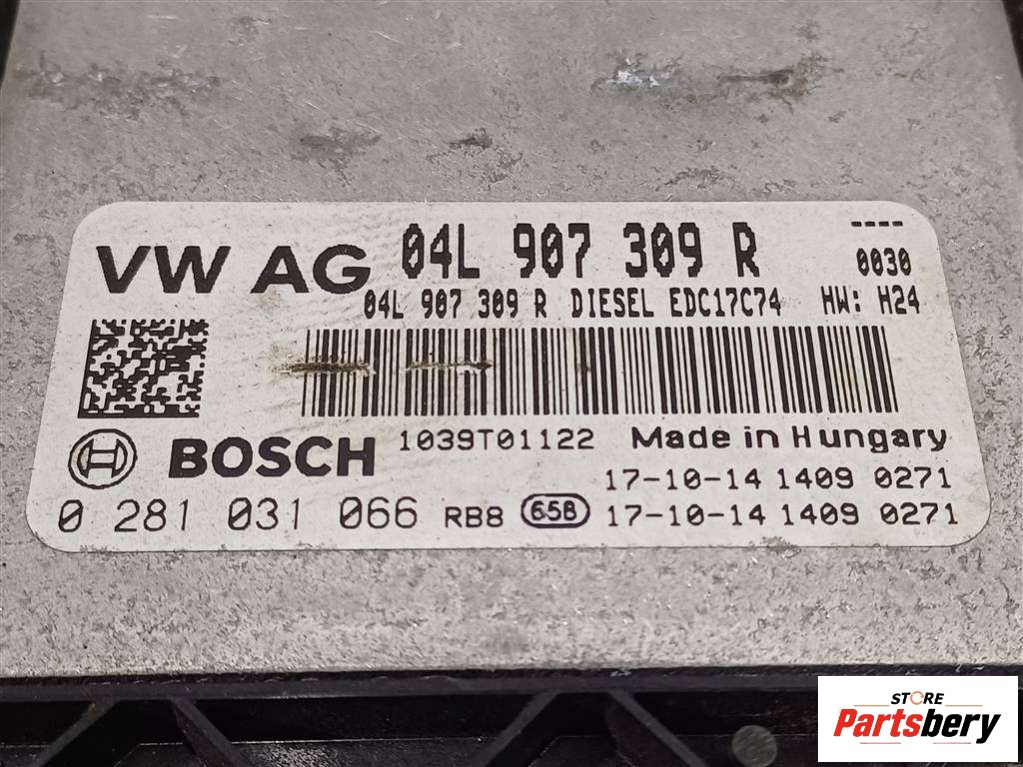 VW AG 04L 907 309 R ----
0030
04L 907 309 R DIESEL EDC17C74 HW: H24
BOSCH 1039T01122 Made in Hungary
17-10-14 1409 0271
0 281 031 066 RB8 658 17-10-14 1409 0271
STORE
Partsbery